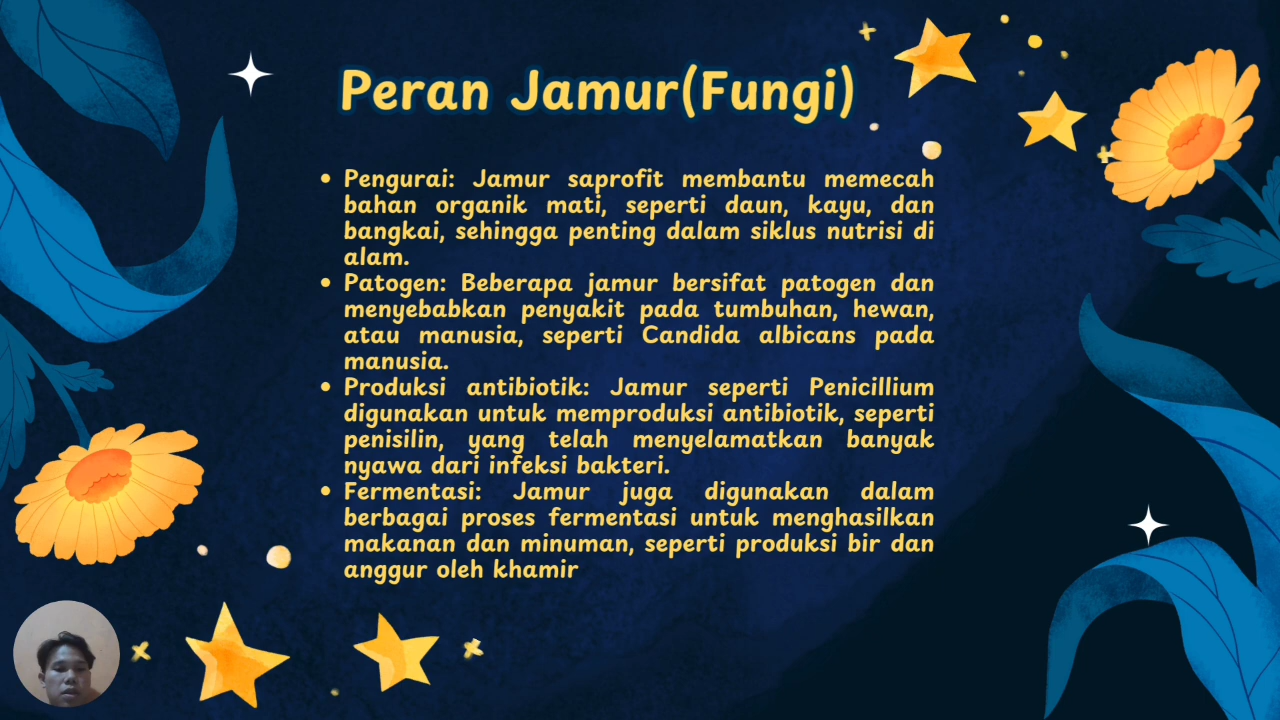 Peran Jamur(Fungi)
• Pengurai: Jamur saprofit membantu memecah
bahan organik mati, seperti daun, kayu, dan
bangkai, sehingga penting dalam siklus nutrisi di
alam.
• Patogen: Beberapa jamur bersifat patogen dan
menyebabkan penyakit pada tumbuhan, hewan,
atau manusia, seperti Candida albicans pada
manusia.
• Produksi antibiotik: Jamur seperti Penicillium
digunakan untuk memproduksi antibiotik, seperti
penisilin, yang telah menyelamatkan banyak
nyawa dari infeksi bakteri.
• Fermentasi: Jamur juga digunakan dalam
berbagai proses fermentasi untuk menghasilkan
makanan dan minuman, seperti produksi bir dan
anggur oleh khamir